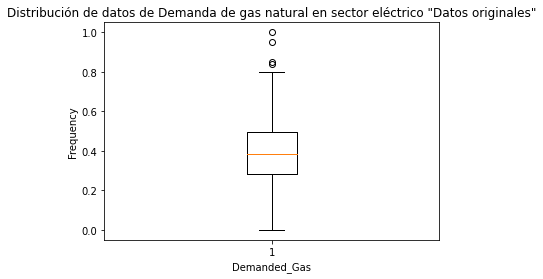 Distribución de datos de Demanda de gas natural en sector eléctrico "Datos originales"
1.0
0.8
0.6
0.4
0.2
0.0
Frequency
1
Demanded_Gas